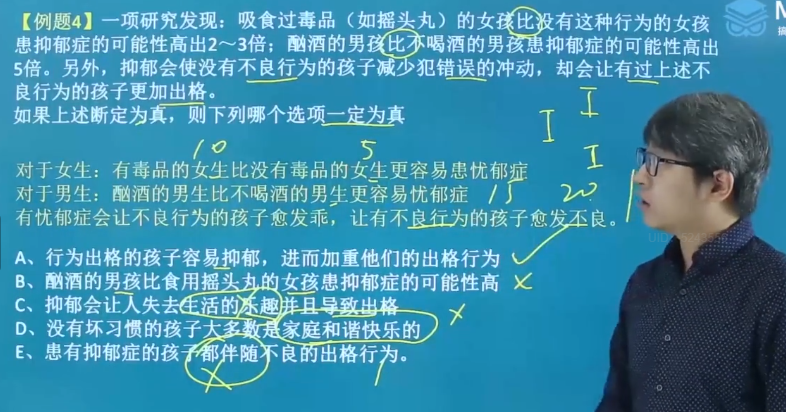 【例题4】一项研究发现：吸食过毒品（如摇头丸）的女孩比没有这种行为的女孩
患抑郁症的可能性高出2～3倍；酗酒的男孩比不喝酒的男孩患抑郁症的可能性高出
5倍。另外，抑郁会使没有不良行为的孩子减少犯错误的冲动，却会让有过上述不
良行为的孩子更加出格。
如果上述断定为真，则下列哪个选项一定为真
10 5
对于女生：有毒品的女生比没有毒品的女生更容易患忧郁症
对于男生：酗酒的男生比不喝酒的男生更容易忧郁症 15 20
有忧郁症会让不良行为的孩子愈发乖，让有不良行为的孩子愈发不良。
A、行为出格的孩子容易抑郁，进而加重他们的出格行为
B、酗酒的男孩比食用摇头丸的女孩患抑郁症的可能性高
C、抑郁会让人失去生活的乐趣并且导致出格
D、没有坏习惯的孩子大多数是家庭和谐快乐的
E、患有抑郁症的孩子都伴随不良的出格行为。